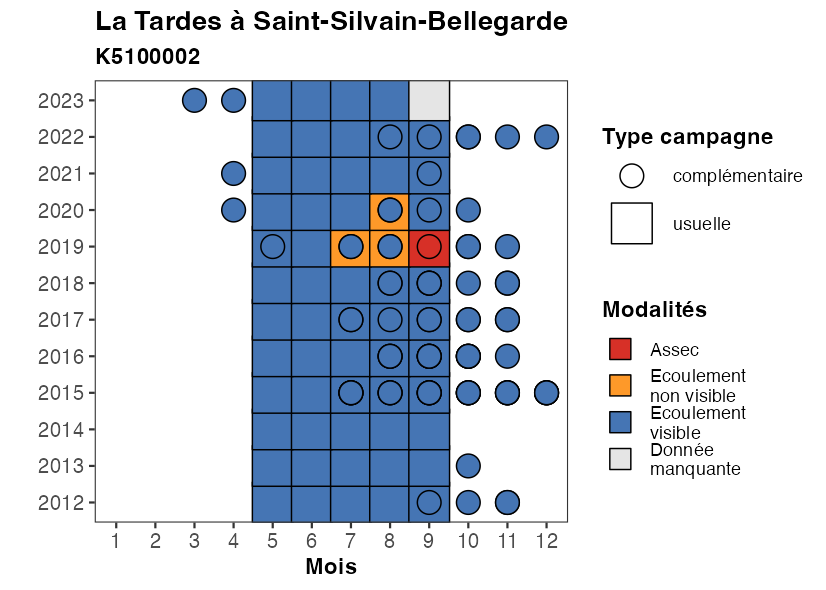 La Tardes à Saint-Silvain-Bellegarde
K5100002
2023
2022
2021
2020
2019
2018
2017
2016
2015
2014
2013
2012
1 2 3 4 5 6 7 8 9 10 11 12
Mois
Type campagne
complémentaire
usuelle
Modalités
Assec
Ecoulement
non visible
Ecoulement
visible
Donnée
manquante